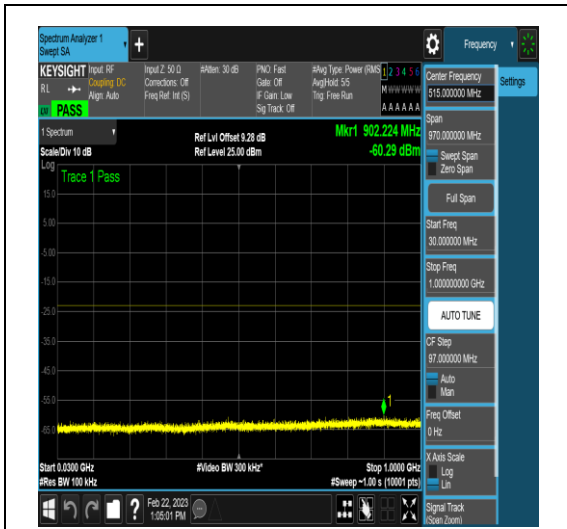 Spectrum Analyzer 1
Swept SA
+
Frequency
KEYSIGHT
RL
PASS
Input: RF
Coupling: DC
Align: Auto
Input Z: 50 Ω
Corrections: Off
Freq Ref: Int (S)
#Atten: 30 dB
PNO: Fast
Gate: Off
IF Gain: Low
Sig Track: Off
#Avg Type: Power (RMS
Avg|Hold: 5/5
Trig: Free Run
1 2 3 4 5 6
M W W W W W
A A A A A A
Center Frequency
515.000000 MHz
Settings
Span
970.000000 MHz
Swept Span
Zero Span
Full Span
Start Freq
30.000000 MHz
Stop Freq
1.000000000 GHz
AUTO TUNE
CF Step
97.000000 MHz
Auto
Man
Freq Offset
0 Hz
X Axis Scale
Log
Lin
Signal Track
(Span Zoom)
1 Spectrum
Scale/Div 10 dB
Ref Lvl Offset 9.28 dB
Ref Level 25.00 dBm
Mkr1 902.224 MHz
-60.29 dBm
Log
Trace 1 Pass
15.0
5.00
-5.00
-15.0
-25.0
-35.0
-45.0
-55.0
-65.0
1
Start 0.0300 GHz
#Res BW 100 kHz
#Video BW 300 kHz*
Stop 1.0000 GHz
#Sweep ~1.00 s (10001 pts)
?
Feb 22, 2023
1:05:01 PM